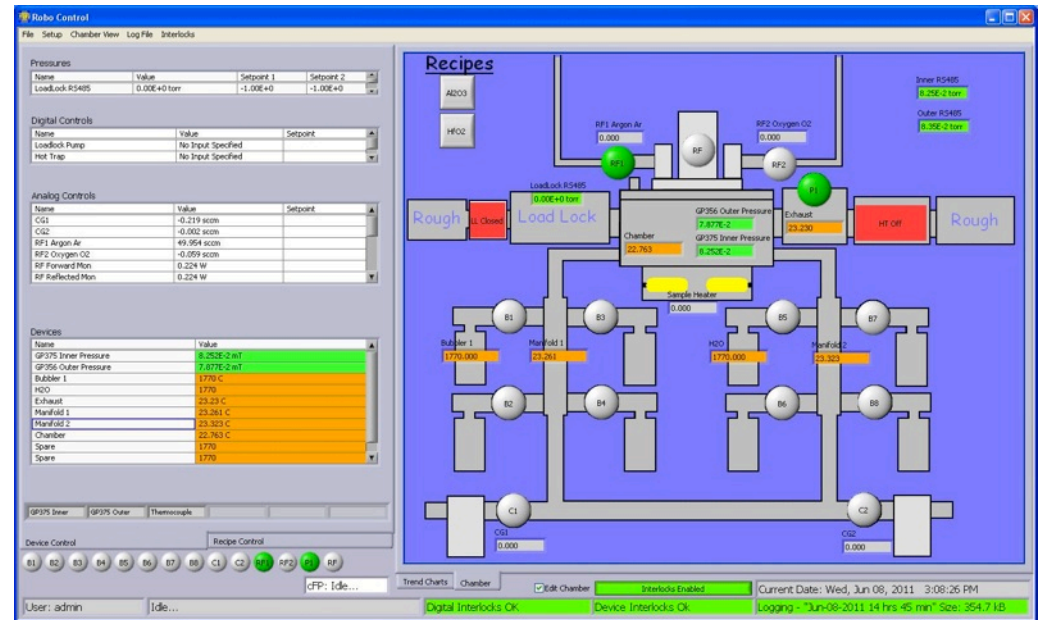 Robo Control
File Setup Chamber View Log File Interlocks
Pressures
Name Value Setpoint 1 Setpoint 2
LoadLock RS485 0.00E+0 torr -1.00E+0 -1.00E+0
Digital Controls
Name Value Setpoint
Loadlock Pump No Input Specified
Hot Trap No Input Specified
Analog Controls
Name Value Setpoint
CG1 -0.219 sccm
CG2 -0.002 sccm
RF1 Argon Ar 49.954 sccm
RF2 Oxygen O2 -0.059 sccm
RF Forward Mon 0.224 W
RF Reflected Mon 0.224 W
Devices
Name Value
GP375 Inner Pressure 8.252E-2 mT
GP356 Outer Pressure 7.877E-2 mT
Bubbler 1 1770 C
H2O 1770
Exhaust 23.23 C
Manifold 1 23.261 C
Manifold 2 23.323 C
Chamber 22.763 C
Spare 1770
Spare 1770
GP375 Inner GP375 Outer Thermocouple
Device Control Recipe Control
B1 B2 B3 B4 B5 B6 B7 B8 C1 C2 RF1 RF2 P1 RF
cFP: Idle...
User: admin Idle...
Recipes
Al2O3
HfO2
Inner RS485
8.25E-2 torr
Outer RS485
8.35E-2 torr
RF1 Argon Ar
0.000
RF2 Oxygen O2
0.000
RF1
RF
RF2
P1
LoadLock RS485
0.00E+0 torr
Rough
LL Closed
Load Lock
GP356 Outer Pressure
7.877E-2
GP375 Inner Pressure
8.252E-2
Chamber
22.763
Exhaust
23.230
HT Off
Rough
Sample Heater
0.000
B1 B3 B5 B7
Bubbler 1
1770.000
Manifold 1
23.261
H2O
1770.000
Manifold 2
23.323
B2 B4 B6 B8
C1 C2
CG1
0.000
CG2
0.000
Trend Charts Chamber
Edit Chamber
Interlocks Enabled
Current Date: Wed, Jun 08, 2011 3:08:26 PM
Digital Interlocks OK
Device Interlocks Ok
Logging - "Jun-08-2011 14 hrs 45 min" Size: 354.7 kB